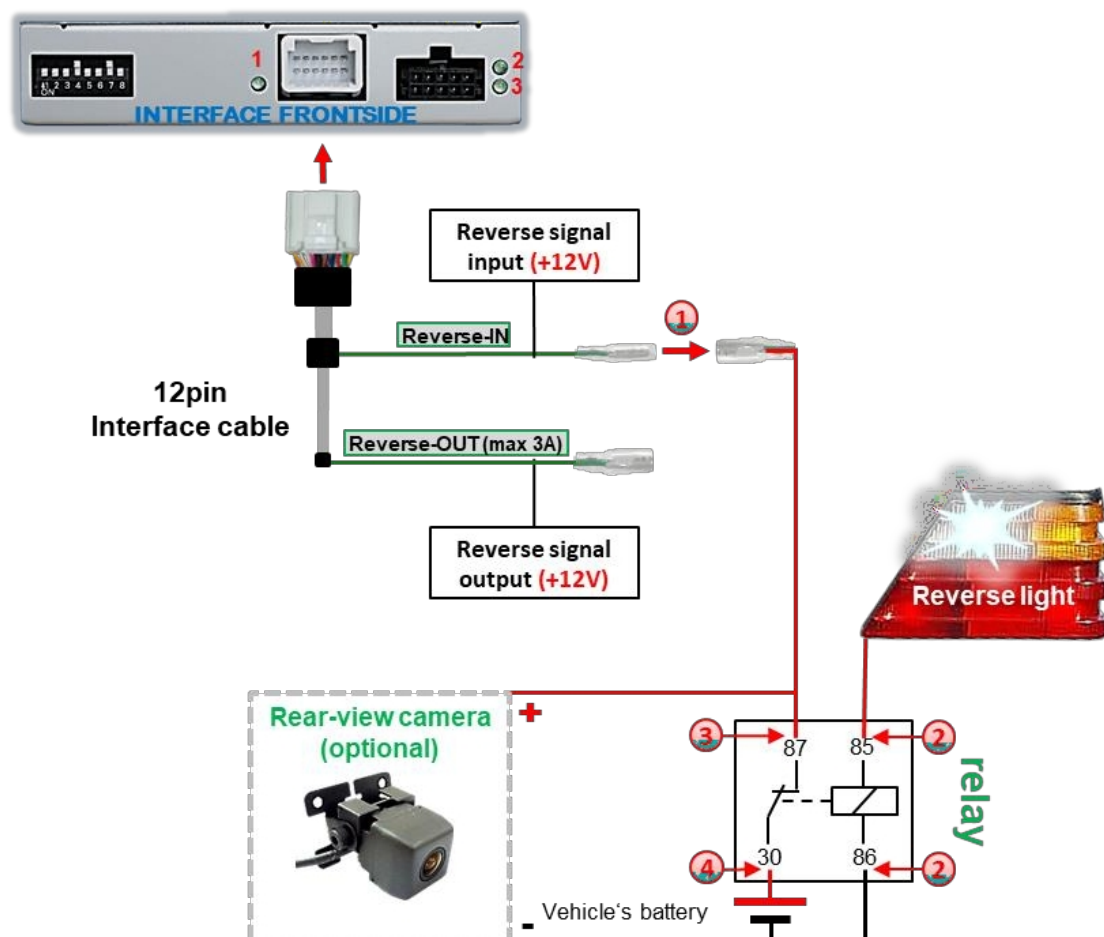 1
2
3
1 2 3 4 5 6 7 8
ON
INTERFACE FRONTSIDE
Reverse signal
input (+12V)
Reverse-IN
1
12pin
Interface cable
Reverse-OUT (max 3A)
Reverse signal
output (+12V)
Reverse light
Rear-view camera
(optional)
+
3
87
85
2
relay
4
30
86
2
- Vehicle's battery